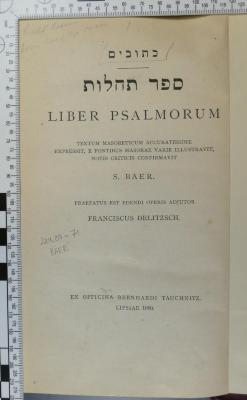 כתובים
ספר תהלות
LIBER PSALMORUM
TEXTUM MASORETICUM ACCURATISSIME
EXPRESSIT, E FONTIBUS MASORAE VARIE ILLUSTRAVIT,
NOTIS CRITICIS CONFIRMAVIT
S. BAER.
PRAEFATUS EST EDENDI OPERIS ADJUTOR
FRANCISCUS DELITZSCH.
BAER
EX OFFICINA BERNHARDI TAUCHNITZ.
LIPSIAE 1880.